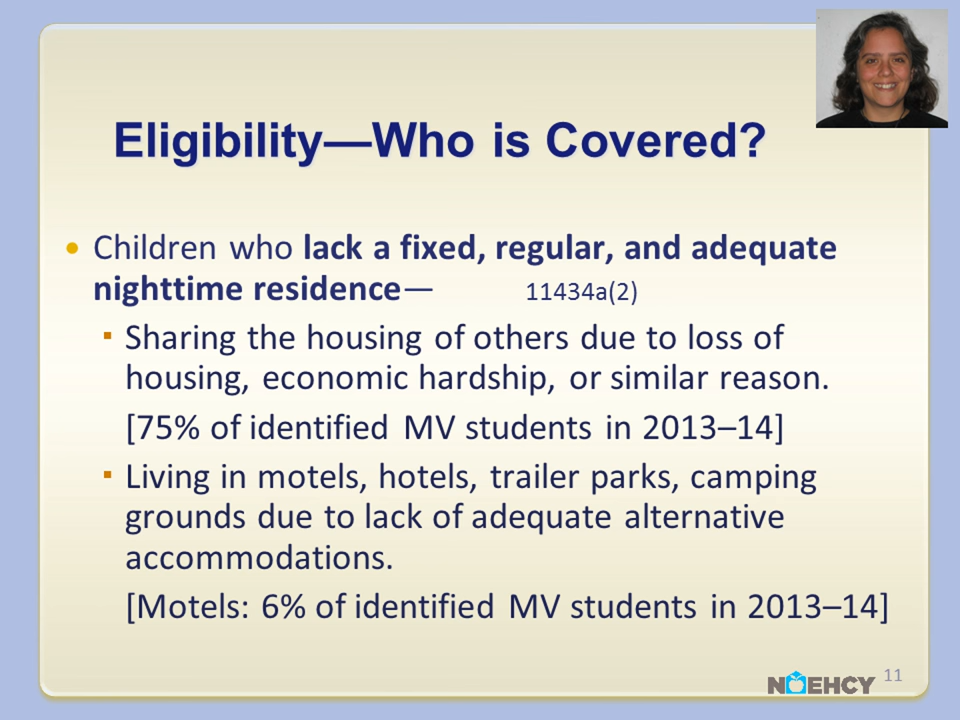 Eligibility—Who is Covered?
• Children who lack a fixed, regular, and adequate
nighttime residence— 11434a(2)
▪ Sharing the housing of others due to loss of
housing, economic hardship, or similar reason.
[75% of identified MV students in 2013–14]
▪ Living in motels, hotels, trailer parks, camping
grounds due to lack of adequate alternative
accommodations.
[Motels: 6% of identified MV students in 2013–14]
NAEHCY
11